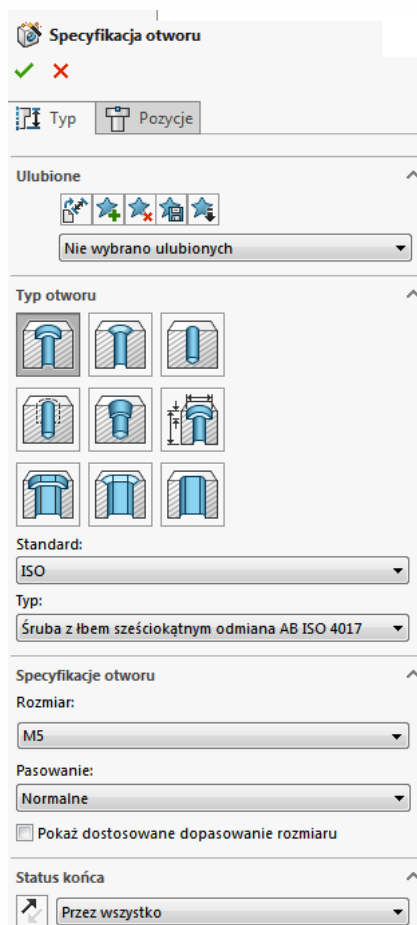 Specyfikacja otworu
Typ
Pozycje
Ulubione
Nie wybrano ulubionych
Typ otworu
Standard:
ISO
Typ:
Śruba z łbem sześciokątnym odmiana AB ISO 4017
Specyfikacje otworu
Rozmiar:
M5
Pasowanie:
Normalne
Pokaż dostosowane dopasowanie rozmiaru
Status końca
Przez wszystko